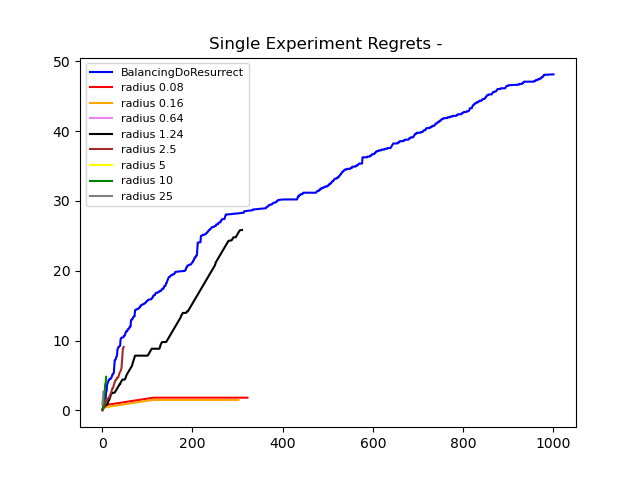 Single Experiment Regrets -
50
40
30
20
10
0
BalancingDoResurrect
radius 0.08
radius 0.16
radius 0.64
radius 1.24
radius 2.5
radius 5
radius 10
radius 25
0 200 400 600 800 1000